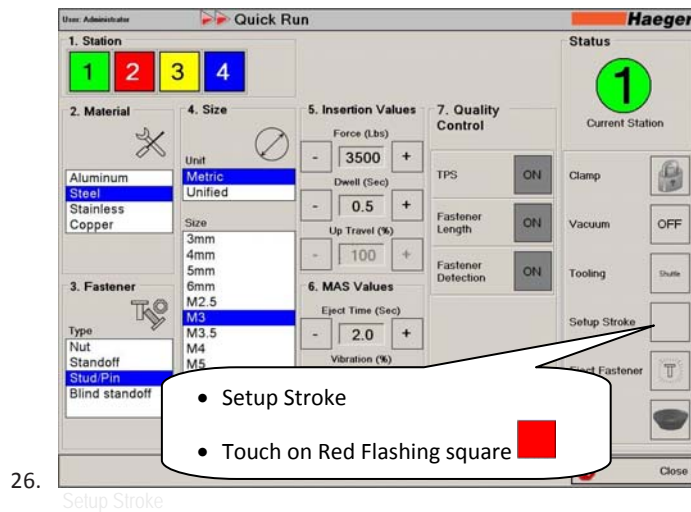 User: Administrator
Quick Run
Haeger
1. Station
1 2 3 4
Status
1
Current Station
2. Material
Aluminum
Steel
Stainless
Copper
3. Fastener
Type
Nut
Standoff
Stud/Pin
Blind standoff
4. Size
Unit
Metric
Unified
Size
3mm
4mm
5mm
6mm
M2.5
M3
M3.5
M4
M5
5. Insertion Values
Force (Lbs)
- 3500 +
Dwell (Sec)
- 0.5 +
Up Travel (%)
- 100 +
6. MAS Values
Eject Time (Sec)
- 2.0 +
Vibration (%)
7. Quality
Control
TPS ON
Fastener
Length ON
Fastener
Detection ON
Clamp
Vacuum OFF
Tooling Shuttle
Setup Stroke
Eject Fastener T
Close
• Setup Stroke
• Touch on Red Flashing square
26.
Setup Stroke